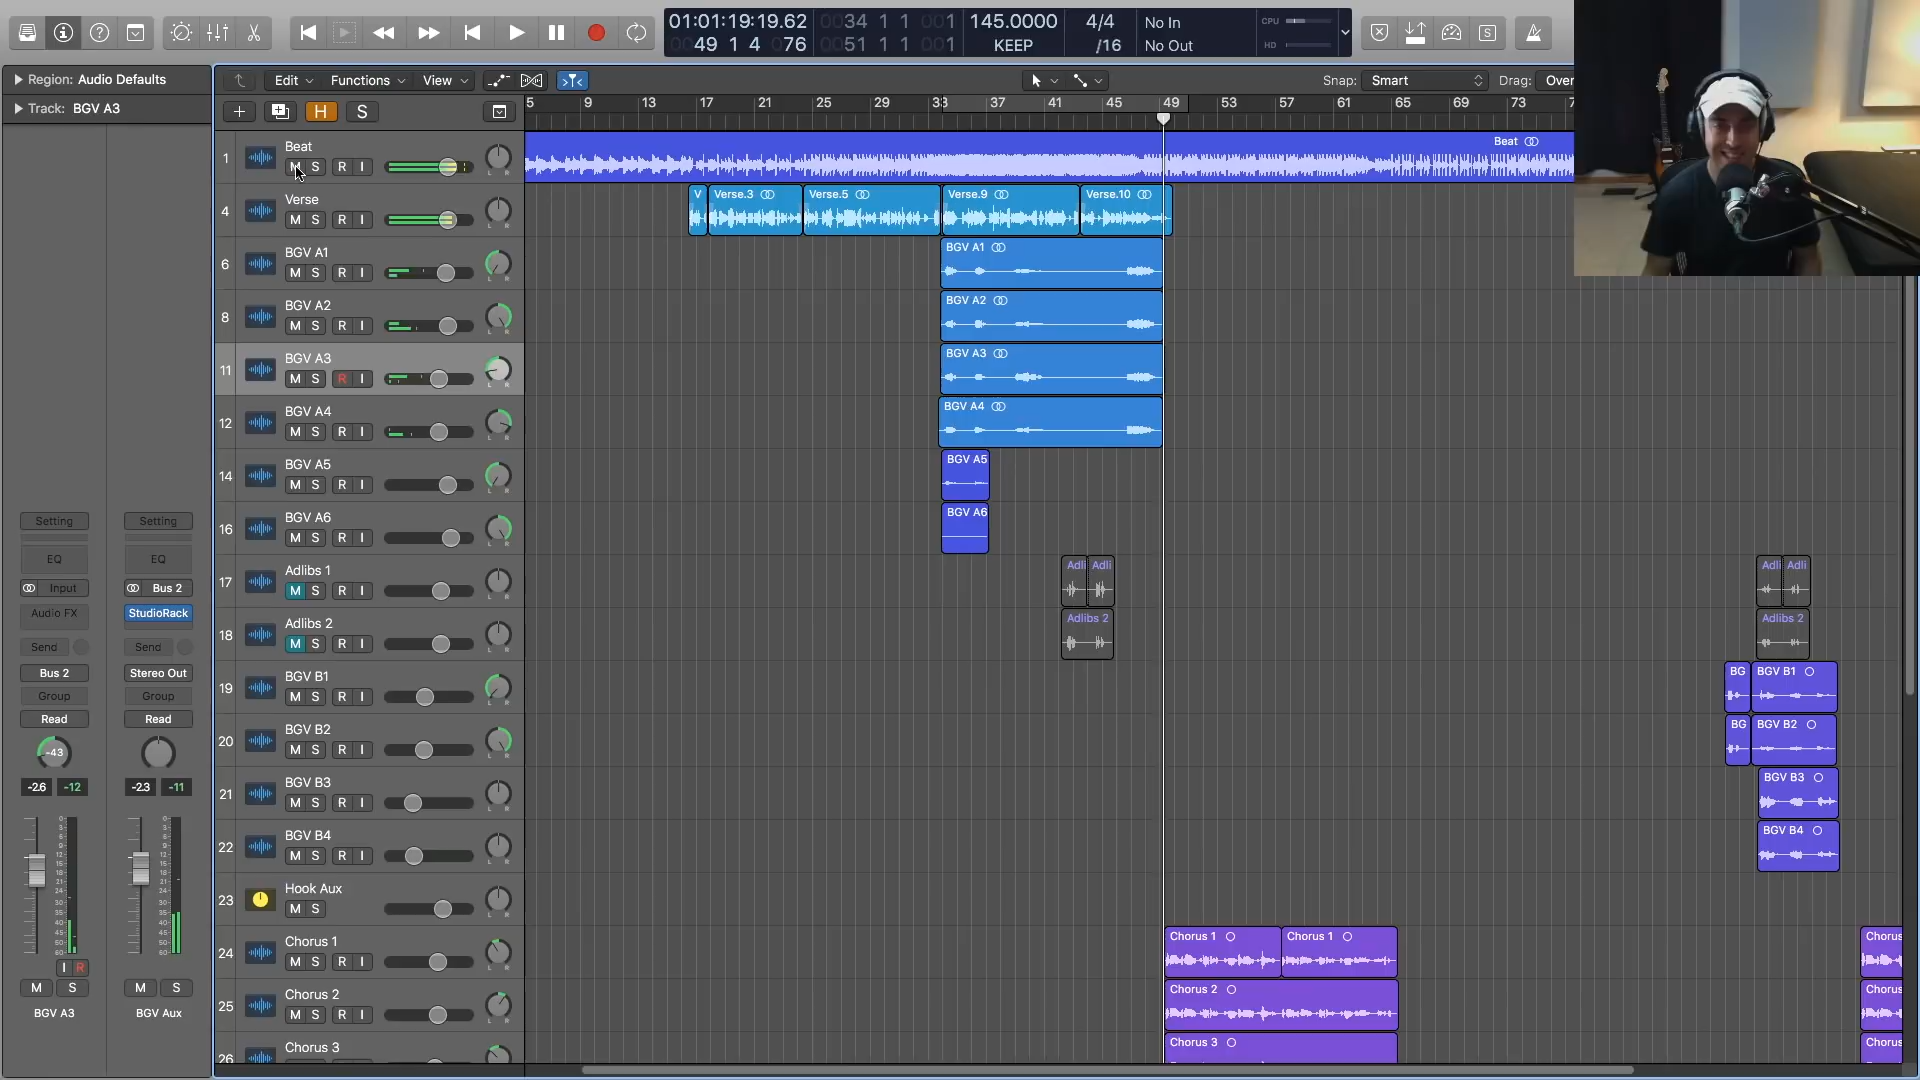 01:01:19:19.62
0034 1 1 001
145.0000
4/4
No In
CPU
0049 1 4 076
0051 1 1 001
KEEP
/16
No Out
HD
Region: Audio Defaults
Edit
Functions
View
Snap: Smart
Drag: Over
Track: BGV A3
H S
5 9 13 17 21 25 29 33 37 41 45 49 53 57 61 65 69 73 7
1
Beat
M S R I
Beat
4
Verse
M S R I
V
Verse.3
Verse.5
Verse.9
Verse.10
6
BGV A1
M S R I
L R
BGV A1
8
BGV A2
M S R I
L R
BGV A2
11
BGV A3
M S R I
L R
BGV A3
12
BGV A4
M S R I
L R
BGV A4
14
BGV A5
M S R I
L R
BGV A5
16
BGV A6
M S R I
L R
BGV A6
17
Adlibs 1
M S R I
L R
Adli
Adli
Adli
Adli
18
Adlibs 2
M S R I
L R
Adlibs 2
Adlibs 2
19
BGV B1
M S R I
L R
BG
BGV B1
20
BGV B2
M S R I
L R
BG
BGV B2
21
BGV B3
M S R I
L R
BGV B3
22
BGV B4
M S R I
L R
BGV B4
23
Hook Aux
M S
L R
24
Chorus 1
M S R I
L R
Chorus 1
Chorus 1
Chorus
25
Chorus 2
M S R I
L R
Chorus 2
Chorus
26
Chorus 3
Chorus 3
Chorus
Setting
Setting
EQ
EQ
Input
Bus 2
Audio FX
StudioRack
Send
Send
Bus 2
Stereo Out
Group
Group
Read
Read
-43
-2.6
-12
-2.3
-11
I R
M S
M S
BGV A3
BGV Aux